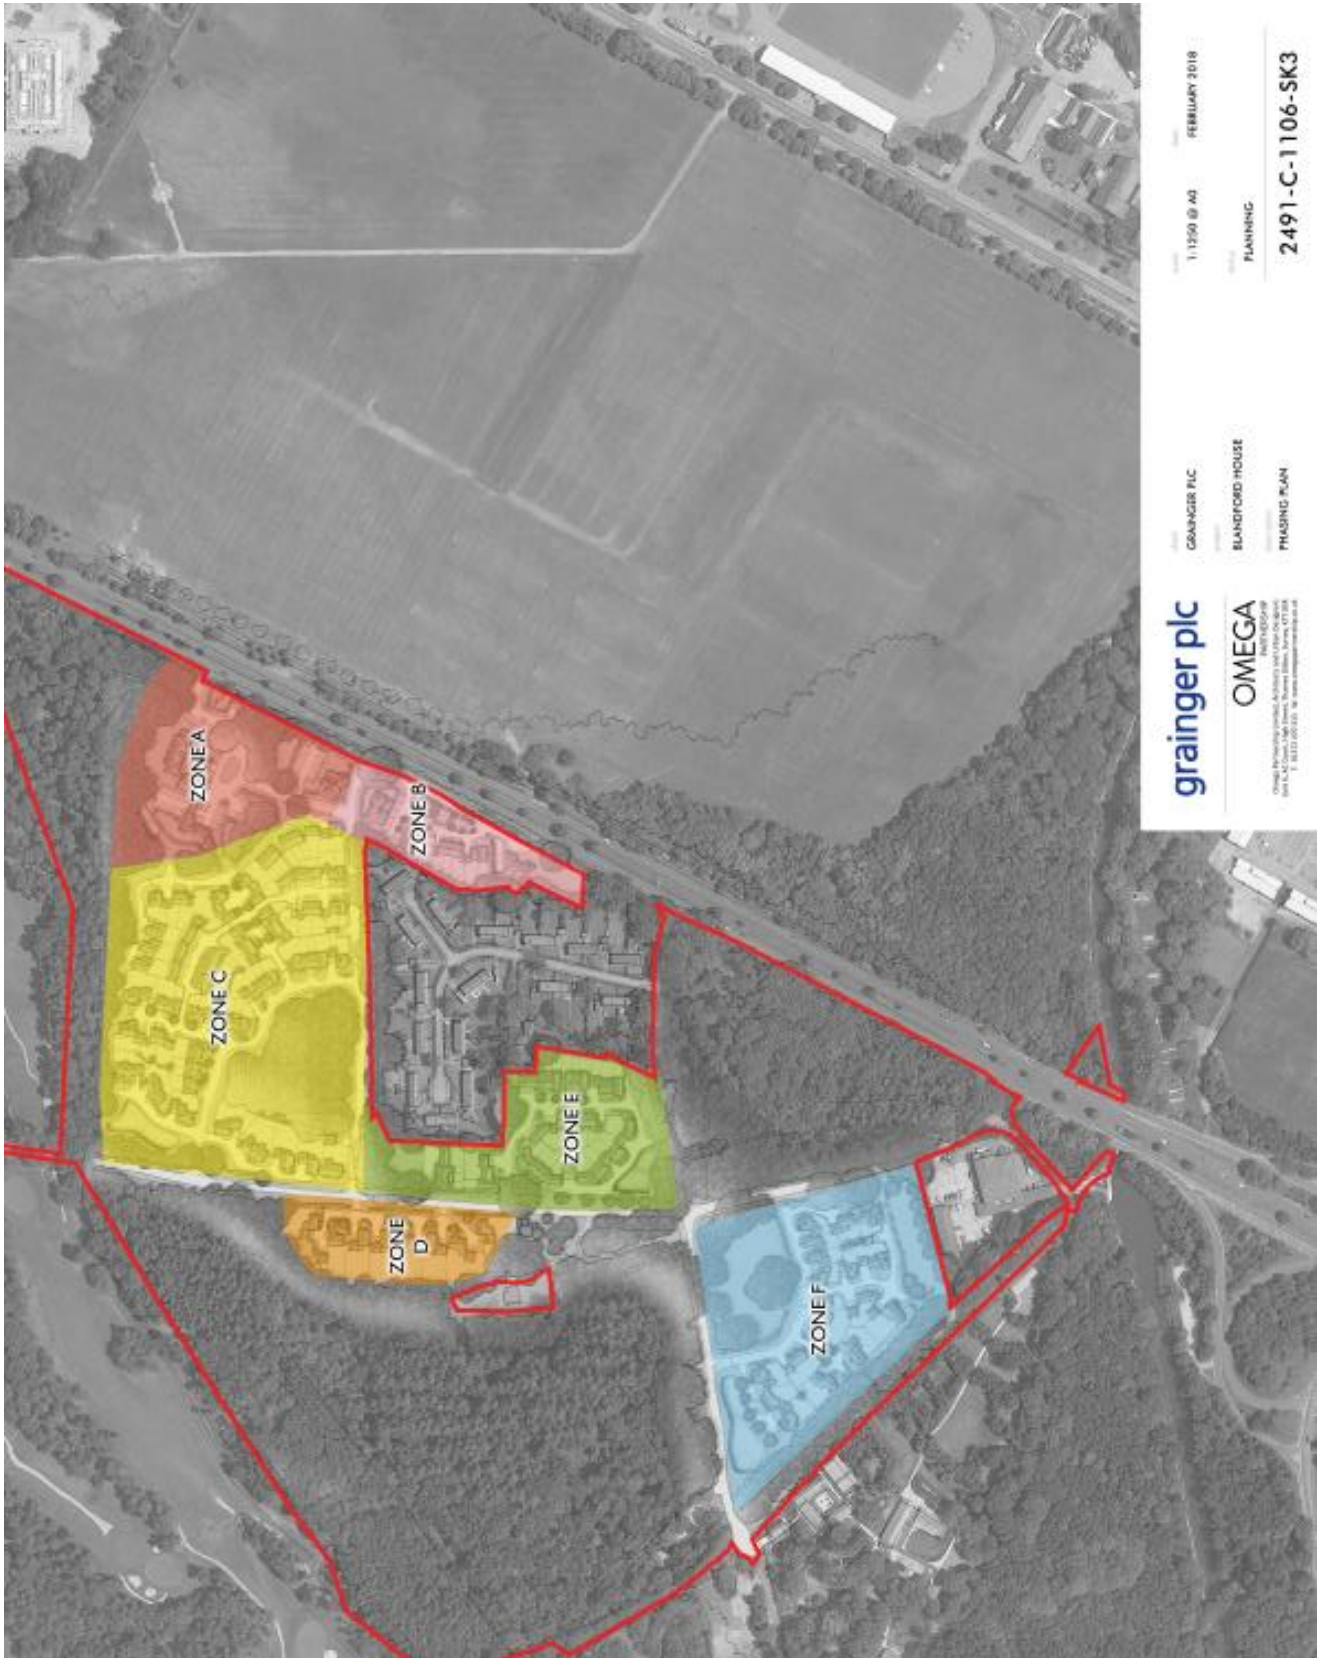 ZONE A
ZONE B
ZONE C
ZONE
D
ZONE E
ZONE F
grainger plc
OMEGA
PARTNERSHIP
GRAINGER PLC
BLANDFORD HOUSE
PHASING PLAN
1:1250 @ A0
FEBRUARY 2018
PLANNING
2491-C-1106-SK3